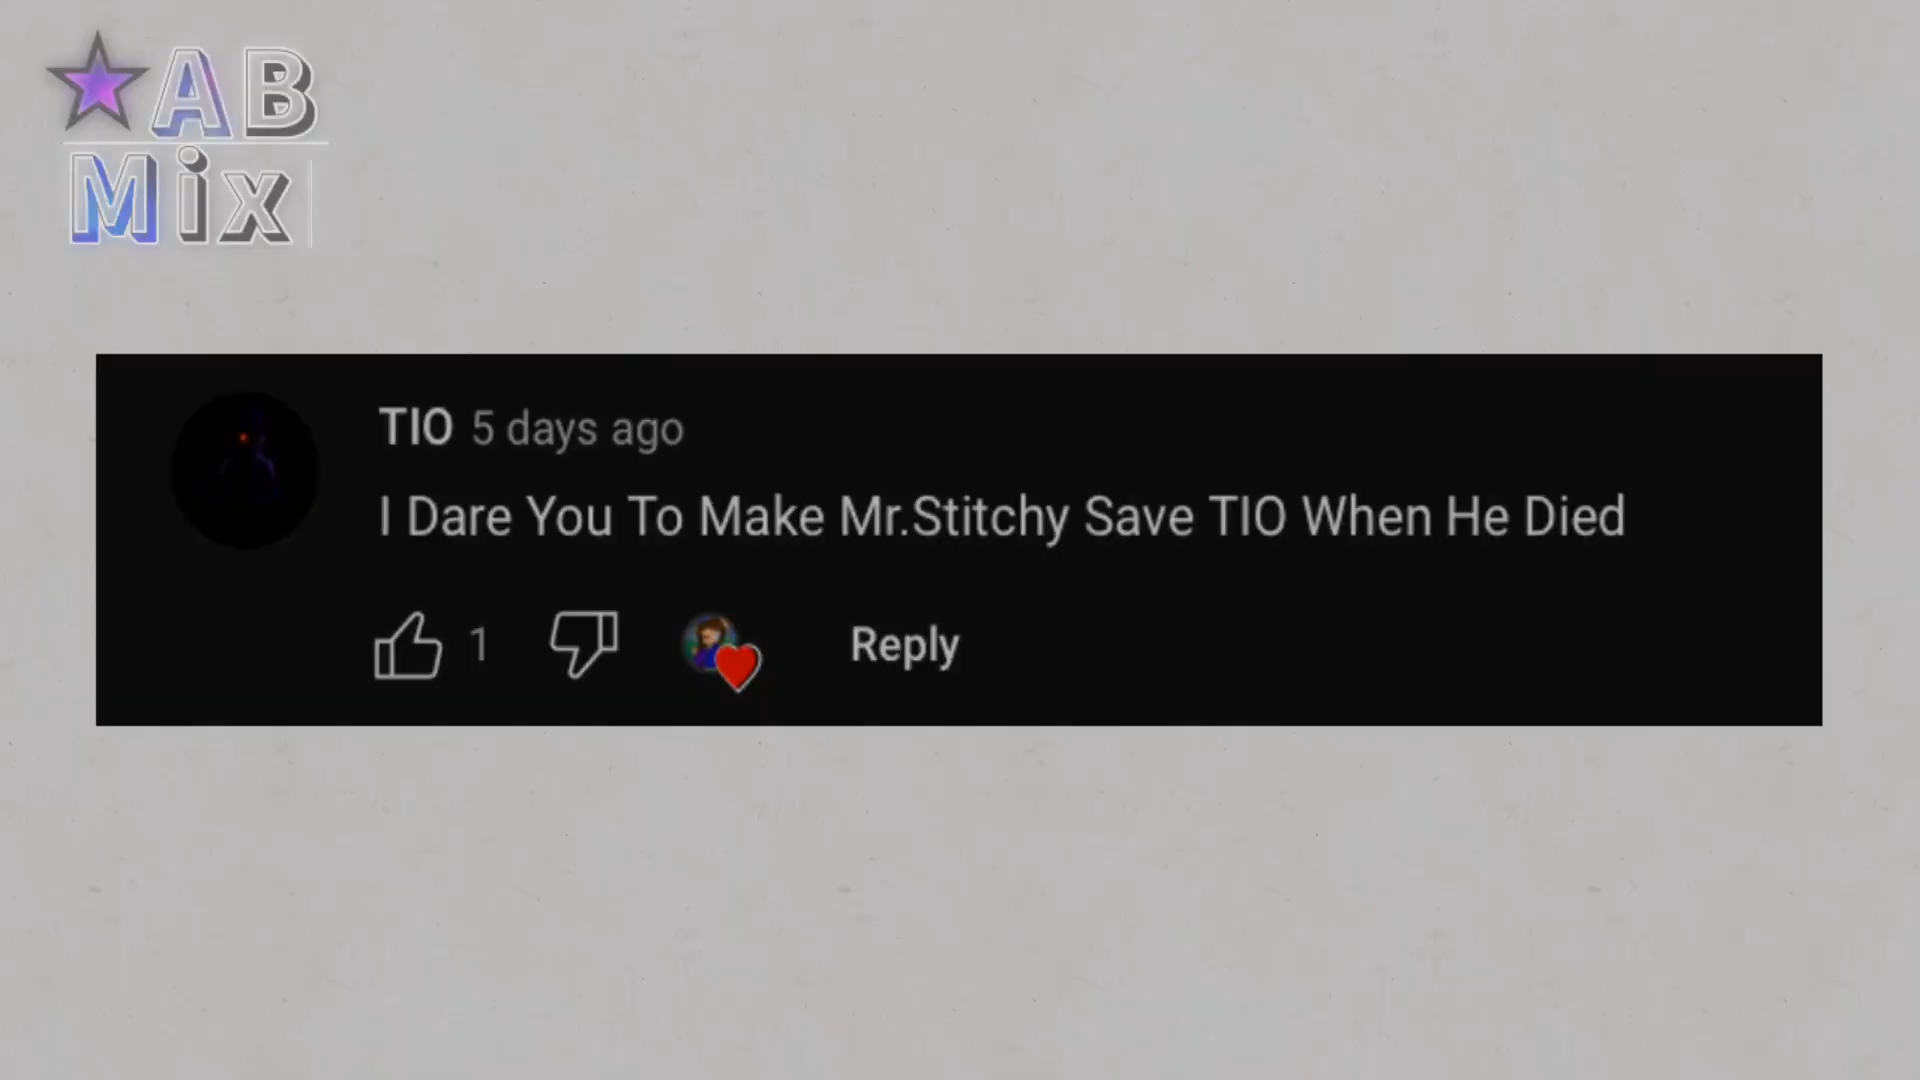 AB
Mix
TIO 5 days ago
I Dare You To Make Mr.Stitchy Save TIO When He Died
1
Reply